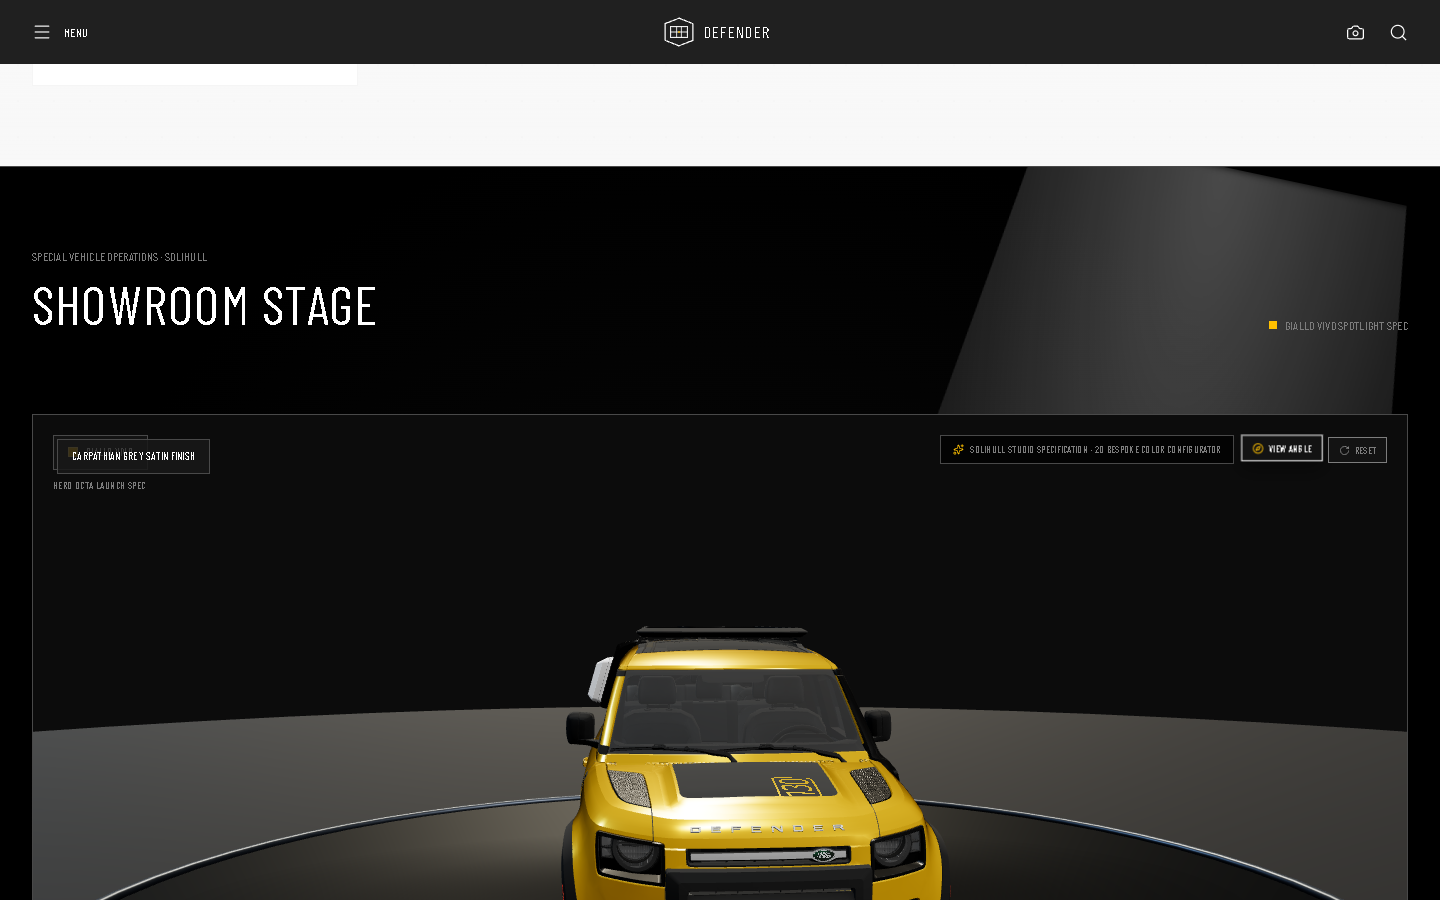 MENU
DEFENDER
SPECIAL VEHICLE OPERATIONS · SOLIHULL
SHOWROOM STAGE
GIALLO VIVO SPOTLIGHT SPEC
CARPATHIAN GREY SATIN FINISH
SOLIHULL STUDIO SPECIFICATION · 20 BESPOKE COLOR CONFIGURATOR
VIEW ANGLE
RESET
HERO OCTA LAUNCH SPEC
130
DEFENDER